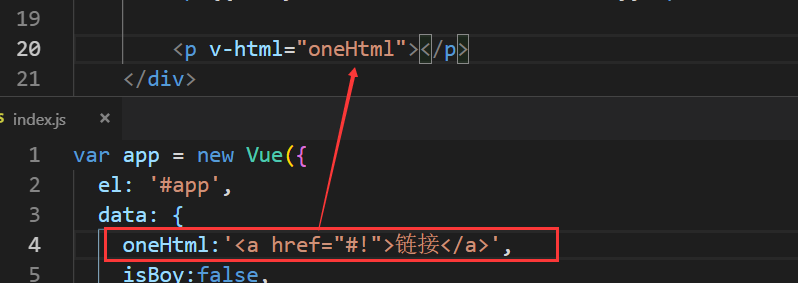 19
20 <p v-html="oneHtml"></p>
21 </div>
index.js ×
1 var app = new Vue({
2 el: '#app',
3 data: {
4 oneHtml:'<a href="#!">链接</a>',
5 isBoy:false,